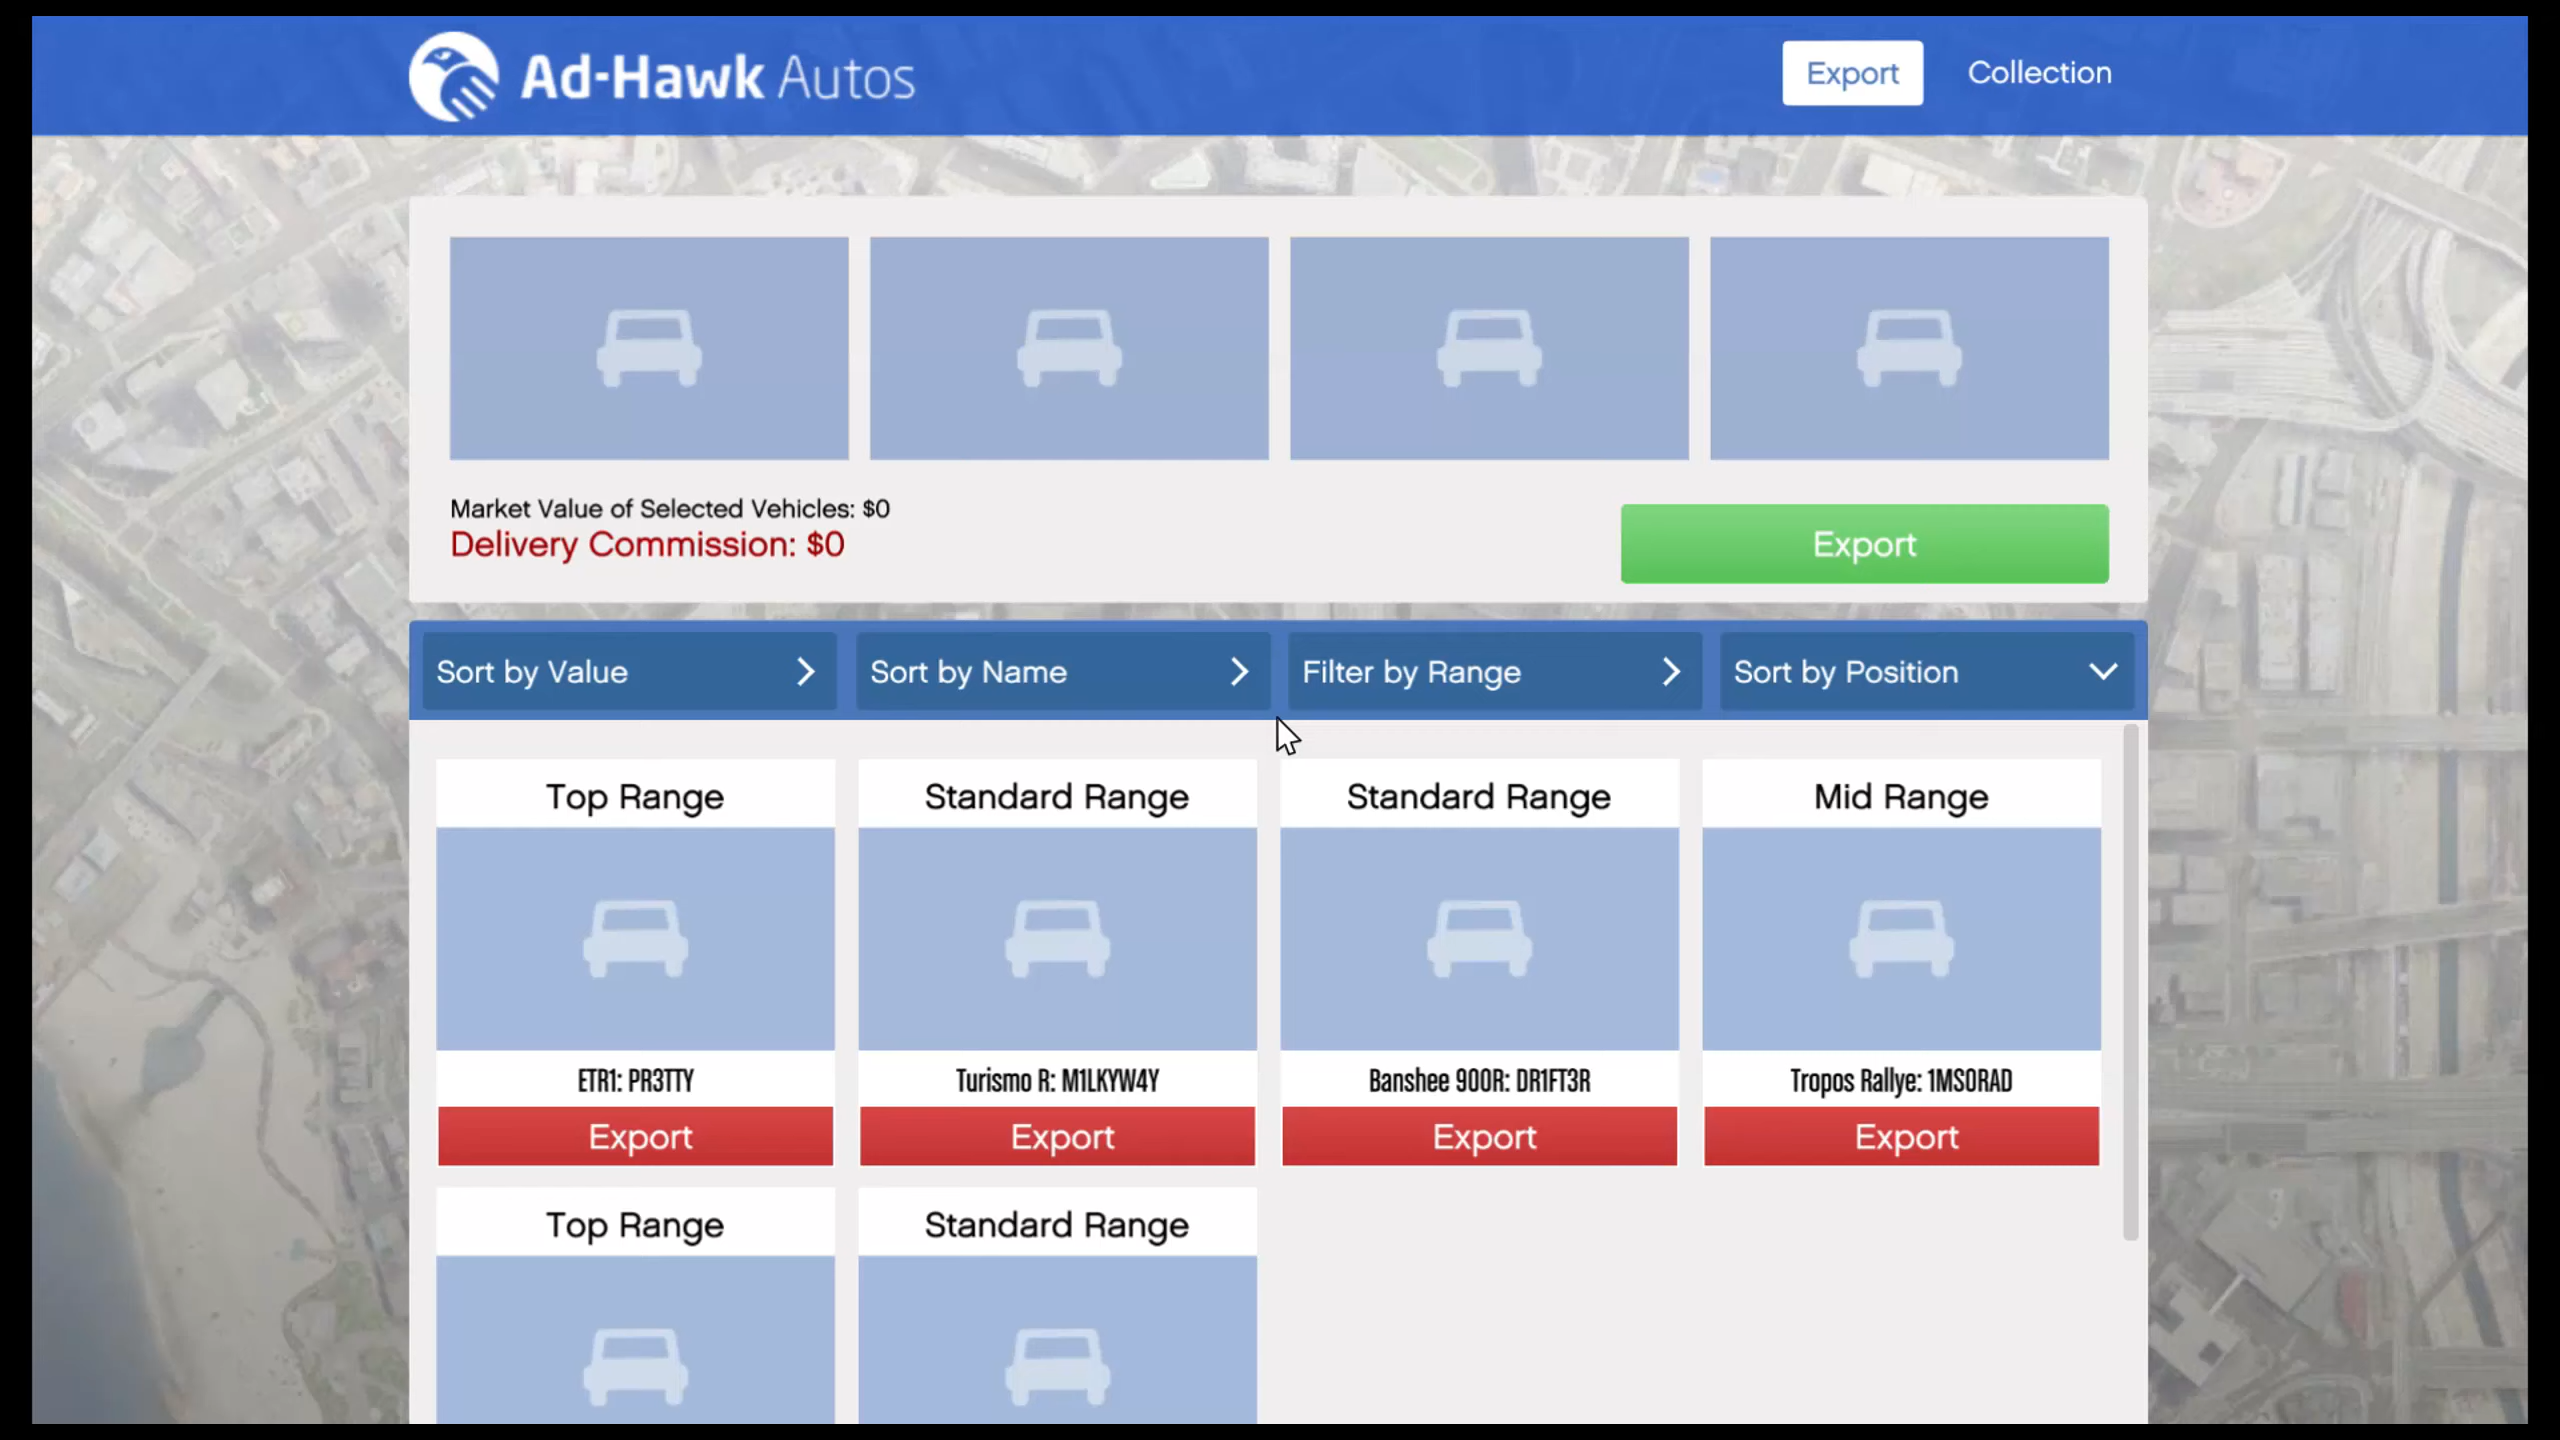 Ad-Hawk Autos
Export
Collection
Market Value of Selected Vehicles: $0
Delivery Commission: $0
Export
Sort by Value
Sort by Name
Filter by Range
Sort by Position
Top Range
Standard Range
Standard Range
Mid Range
ETR1: PR3TTY
Turismo R: M1LKYW4Y
Banshee 900R: DR1FT3R
Tropos Rallye: 1MS0RAD
Export
Export
Export
Export
Top Range
Standard Range